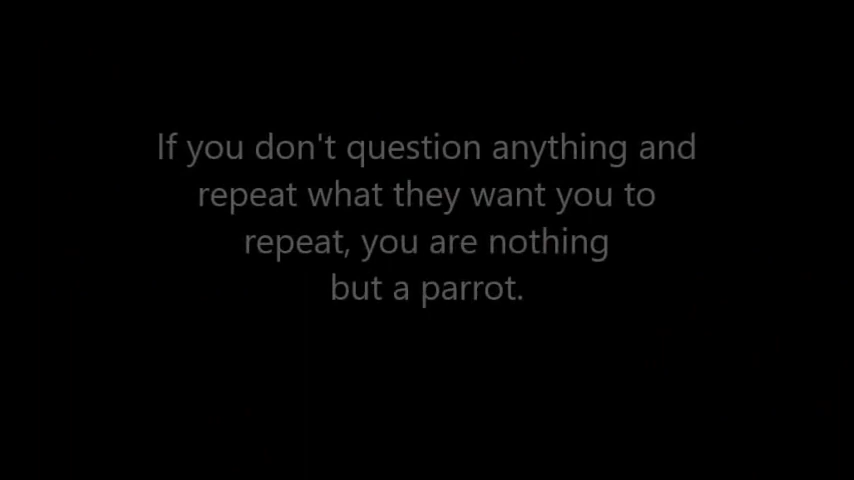 If you don't question anything and
repeat what they want you to
repeat, you are nothing
but a parrot.